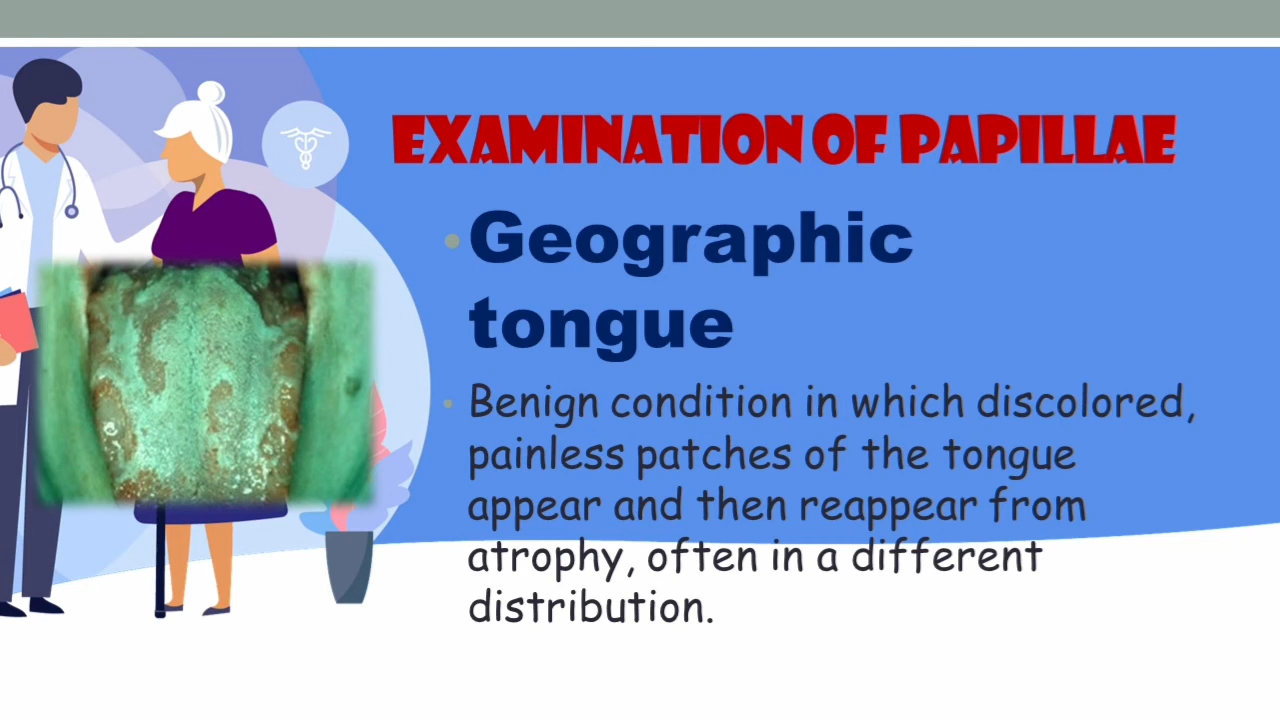 EXAMINATION OF PAPILLAE
• Geographic
tongue
• Benign condition in which discolored,
painless patches of the tongue
appear and then reappear from
atrophy, often in a different
distribution.